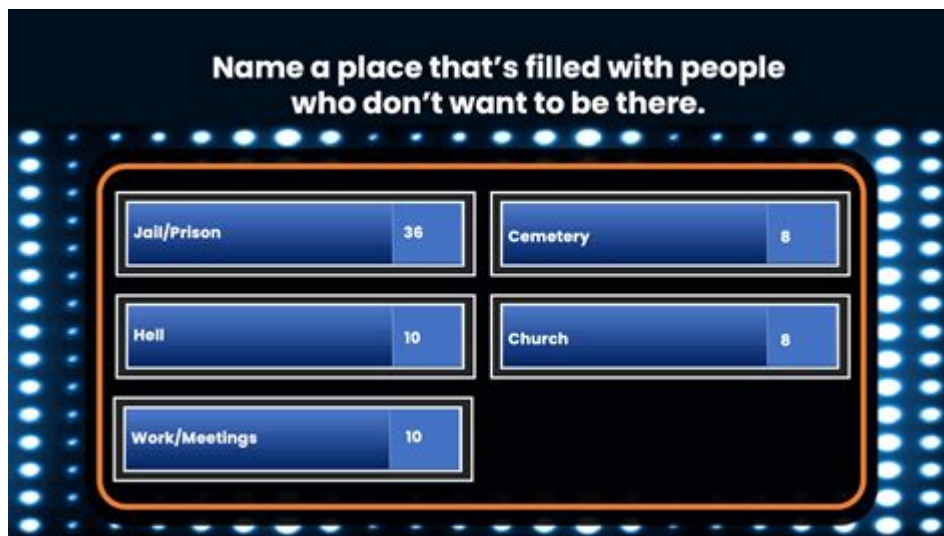 Name a place that's filled with people
who don't want to be there.
Jail/Prison 36
Hell 10
Work/Meetings 10
Cemetery 8
Church 8